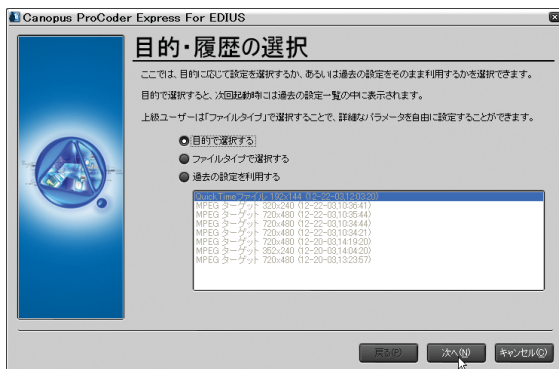 Canopus ProCoder Express For EDIUS
目的・履歴の選択
ここでは、目的に応じて設定を選択するか、あるいは過去の設定をそのまま利用するかを選択できます。
目的で選択すると、次回起動時には過去の設定一覧の中に表示されます。
上級ユーザーは「ファイルタイプ」で選択することで、詳細なパラメータを自由に設定することができます。
目的で選択する
ファイルタイプで選択する
過去の設定を利用する
QuickTimeファイル 192x144 (12-22-03,12:03:20)
MPEG ターゲット 320x240 (12-22-03,10:36:41)
MPEG ターゲット 720x480 (12-22-03,10:35:44)
MPEG ターゲット 720x480 (12-22-03,10:34:44)
MPEG ターゲット 720x480 (12-22-03,10:34:21)
MPEG ターゲット 720x480 (12-20-03,14:19:20)
MPEG ターゲット 352x240 (12-20-03,14:04:20)
MPEG ターゲット 720x480 (12-20-03,13:23:57)
戻る(P)
次へ(N)
キャンセル(C)